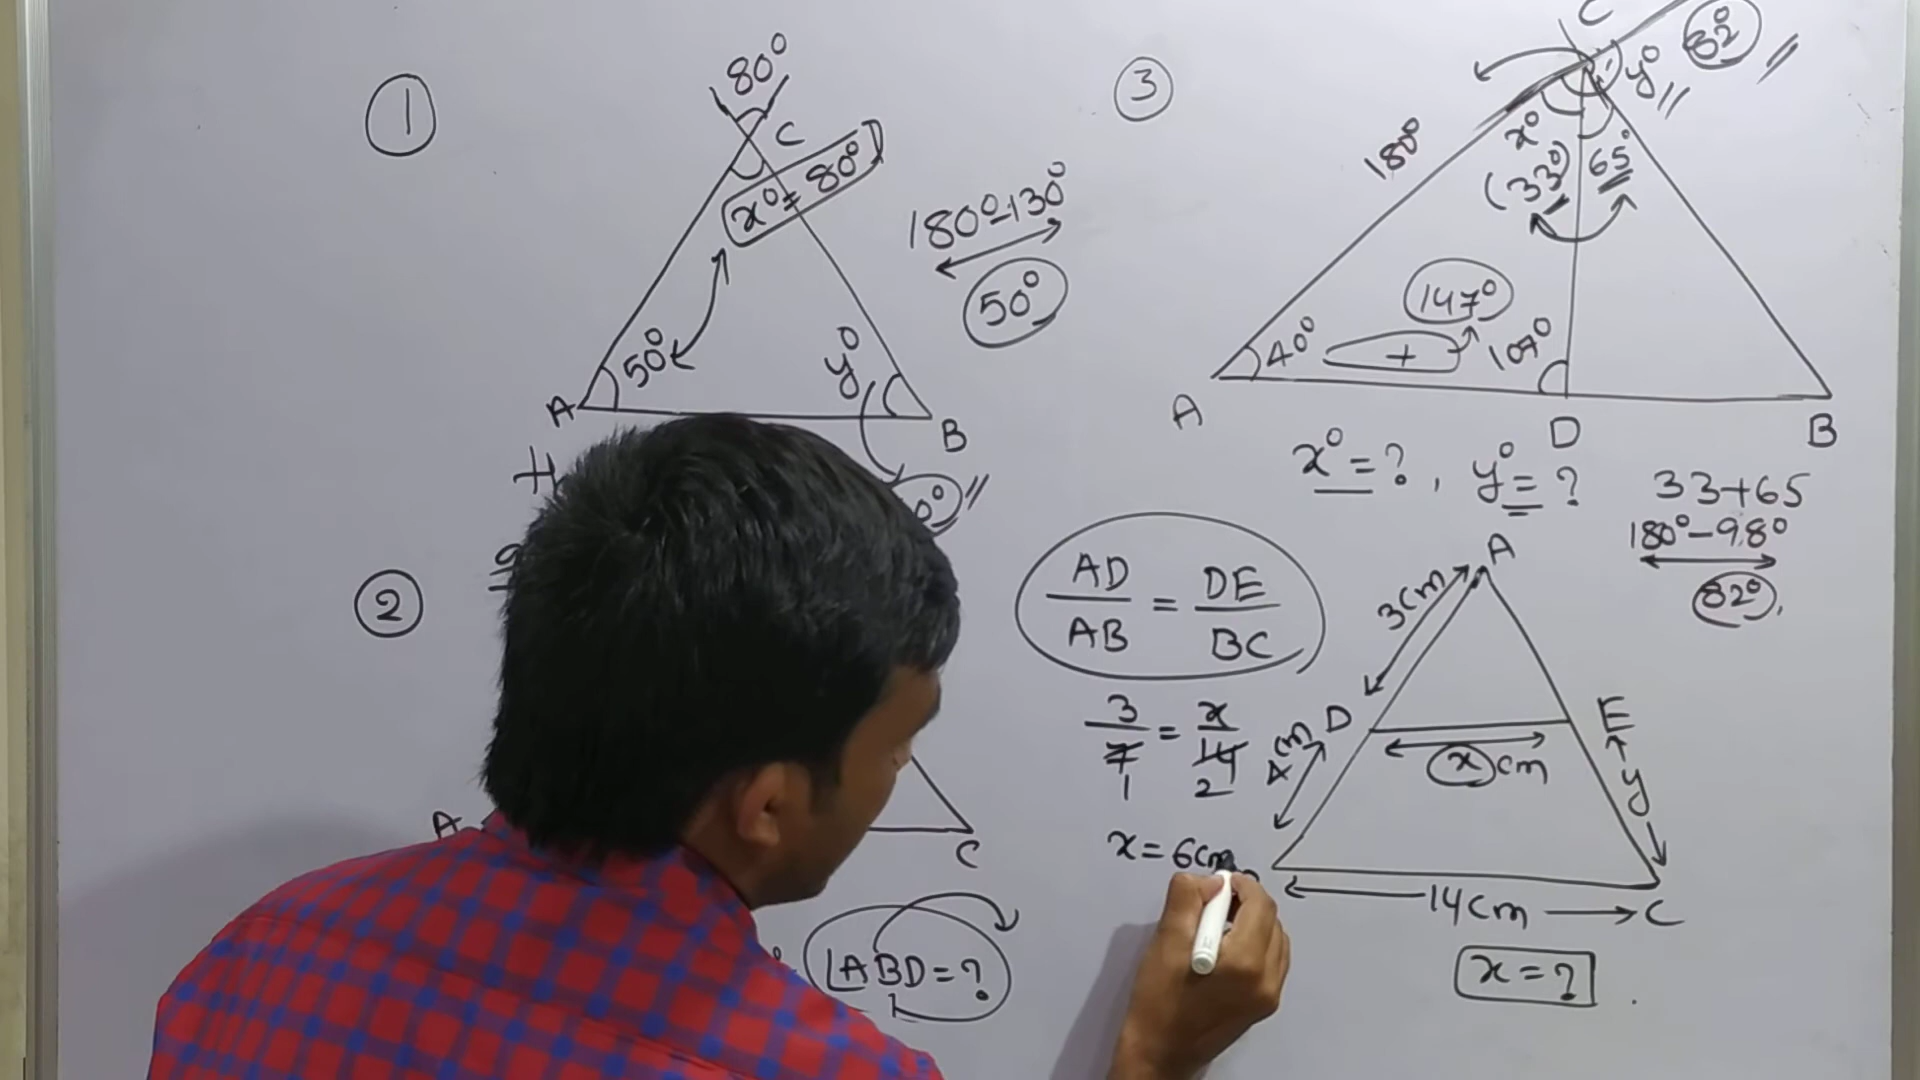 1
80°
C
x° = 80°
50°
y°
A
B
180° - 130°
50°
2
A
C
∠ABD = ?
3
C
82°
y°
180°
x°
(33°)
65°
147°
40°
+
107°
A
D
B
x° = ?, y° = ?
33+65
180° - 98°
82°
AD/AB = DE/BC
3/7 = x/14
1 2
x = 6cm
A
3cm
D
E
4cm
x cm
y
14cm
C
x = ?